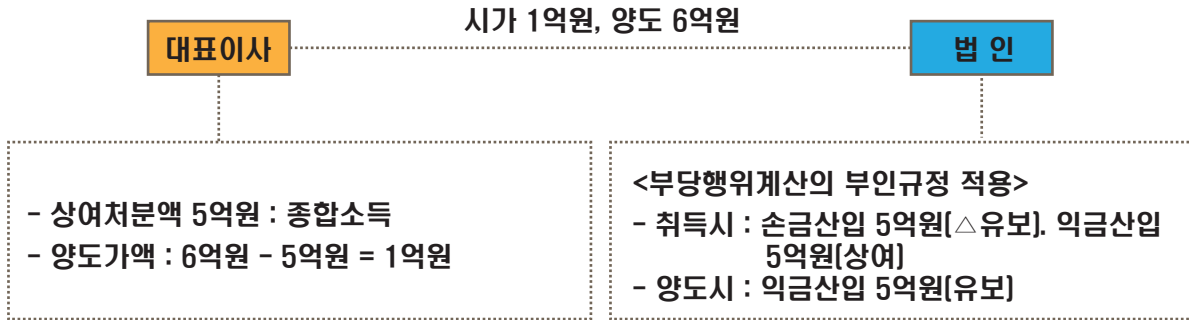 시가 1억원, 양도 6억원
대표이사
법 인
- 상여처분액 5억원 : 종합소득
- 양도가액 : 6억원 - 5억원 = 1억원
<부당행위계산의 부인규정 적용>
- 취득시 : 손금산입 5억원(△유보). 익금산입
5억원(상여)
- 양도시 : 익금산입 5억원(유보)